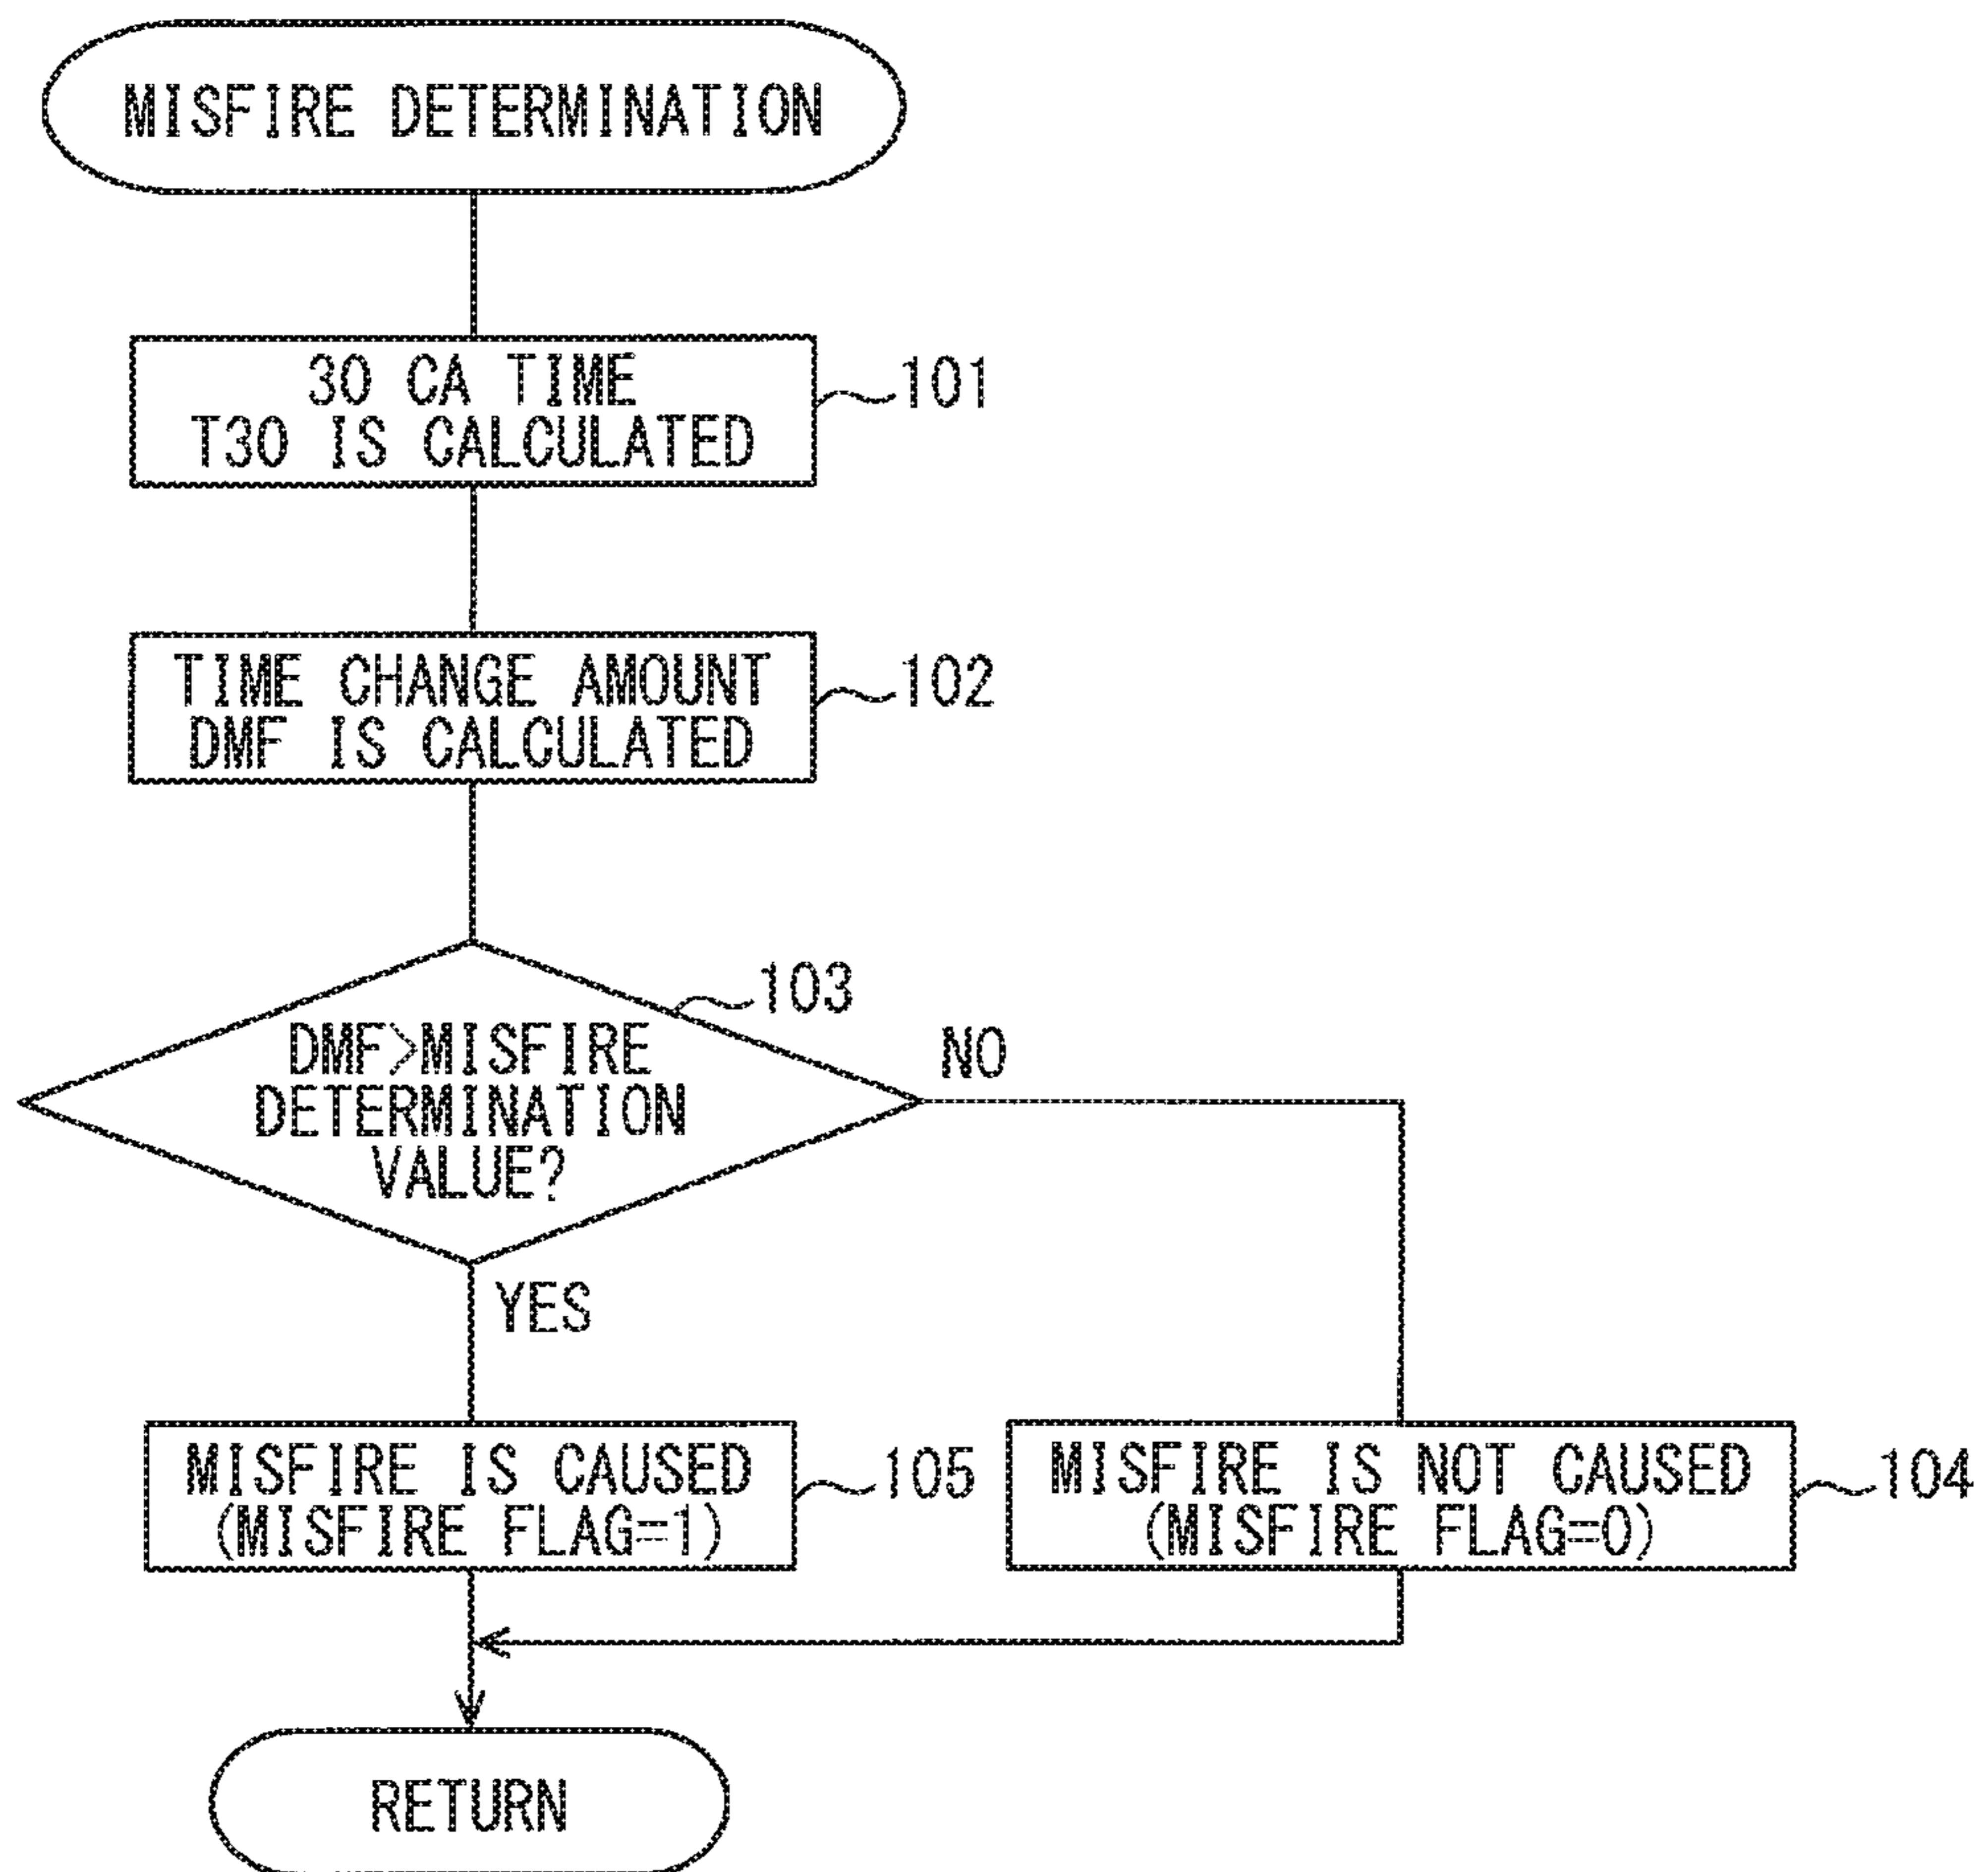 MISFIRE DETERMINATION
30 CA TIME
T30 IS CALCULATED
101
TIME CHANGE AMOUNT
DMF IS CALCULATED
102
103
DMF>MISFIRE
DETERMINATION
VALUE?
NO
YES
MISFIRE IS CAUSED
(MISFIRE FLAG=1)
105
MISFIRE IS NOT CAUSED
(MISFIRE FLAG=0)
104
RETURN